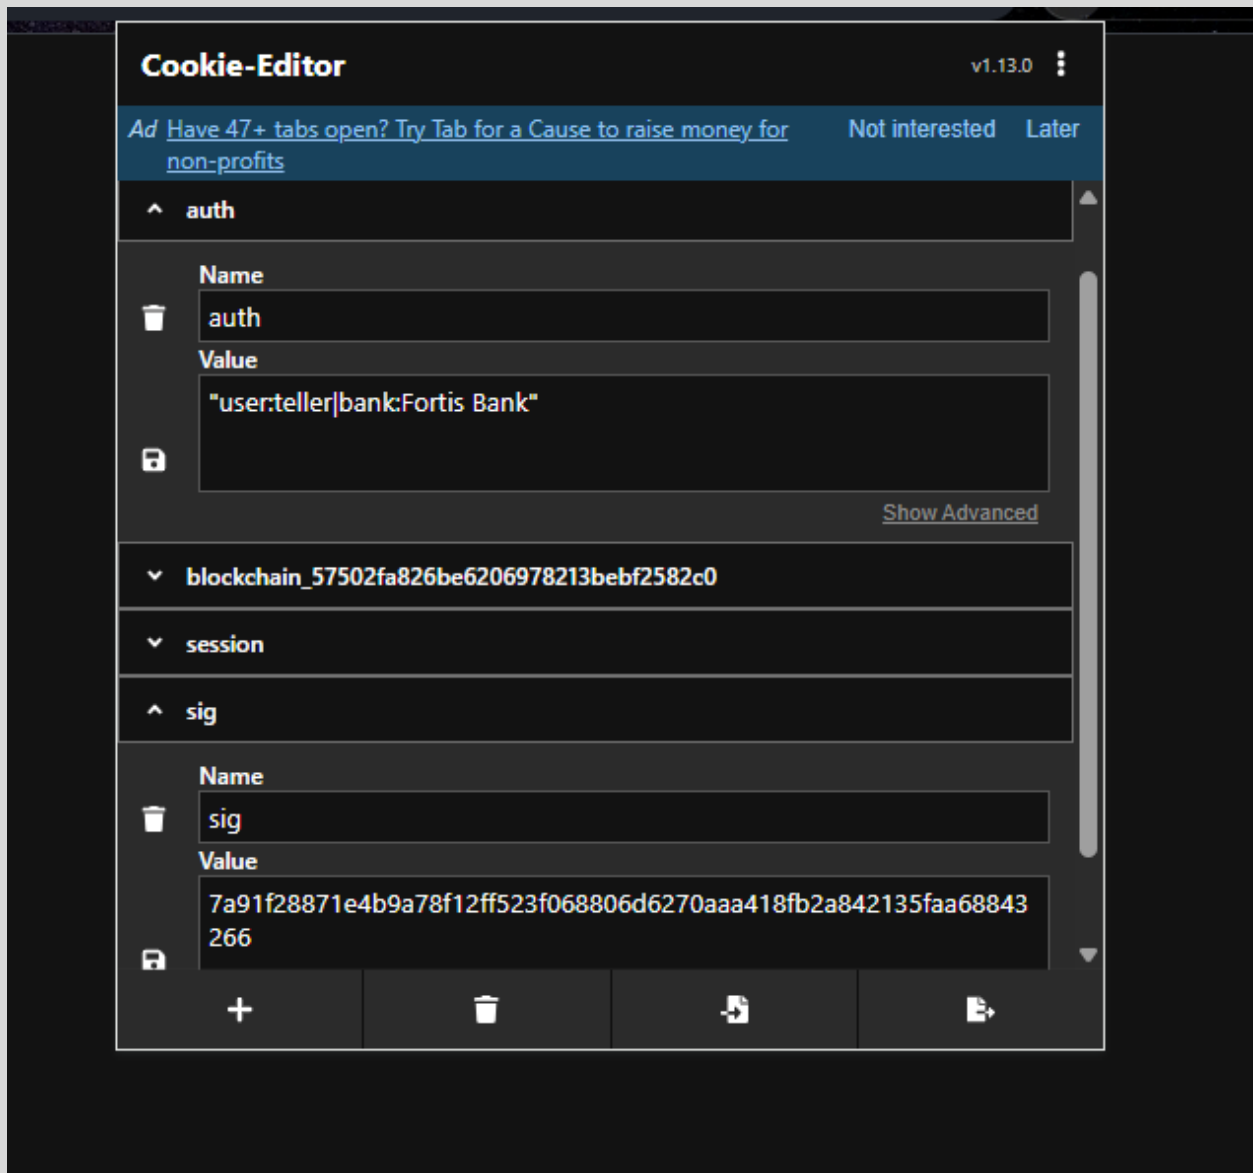 Cookie-Editor
v1.13.0
Ad Have 47+ tabs open? Try Tab for a Cause to raise money for
non-profits
Not interested
Later
auth
Name
auth
Value
"user:teller|bank:Fortis Bank"
Show Advanced
blockchain_57502fa826be6206978213bebf2582c0
session
sig
Name
sig
Value
7a91f28871e4b9a78f12ff523f068806d6270aaa418fb2a842135faa68843
266